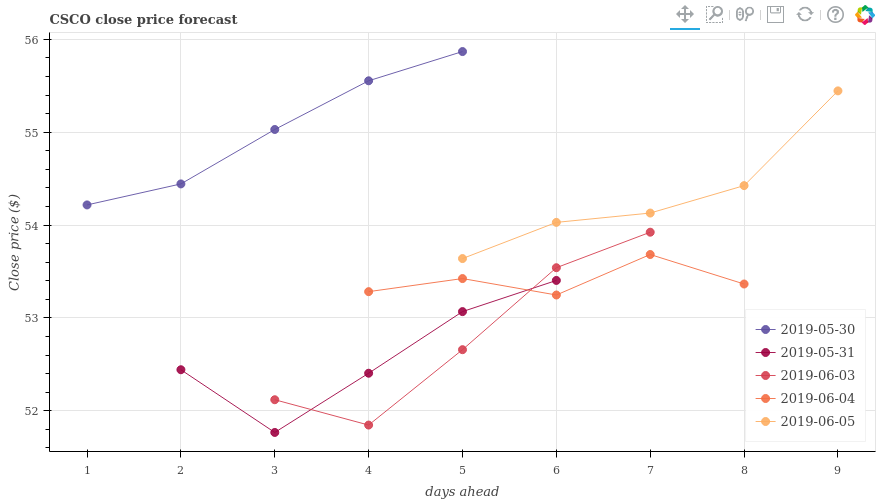 CSCO close price forecast
56
55
54
53
52
Close price ($)
1 2 3 4 5 6 7 8 9
days ahead
2019-05-30
2019-05-31
2019-06-03
2019-06-04
2019-06-05